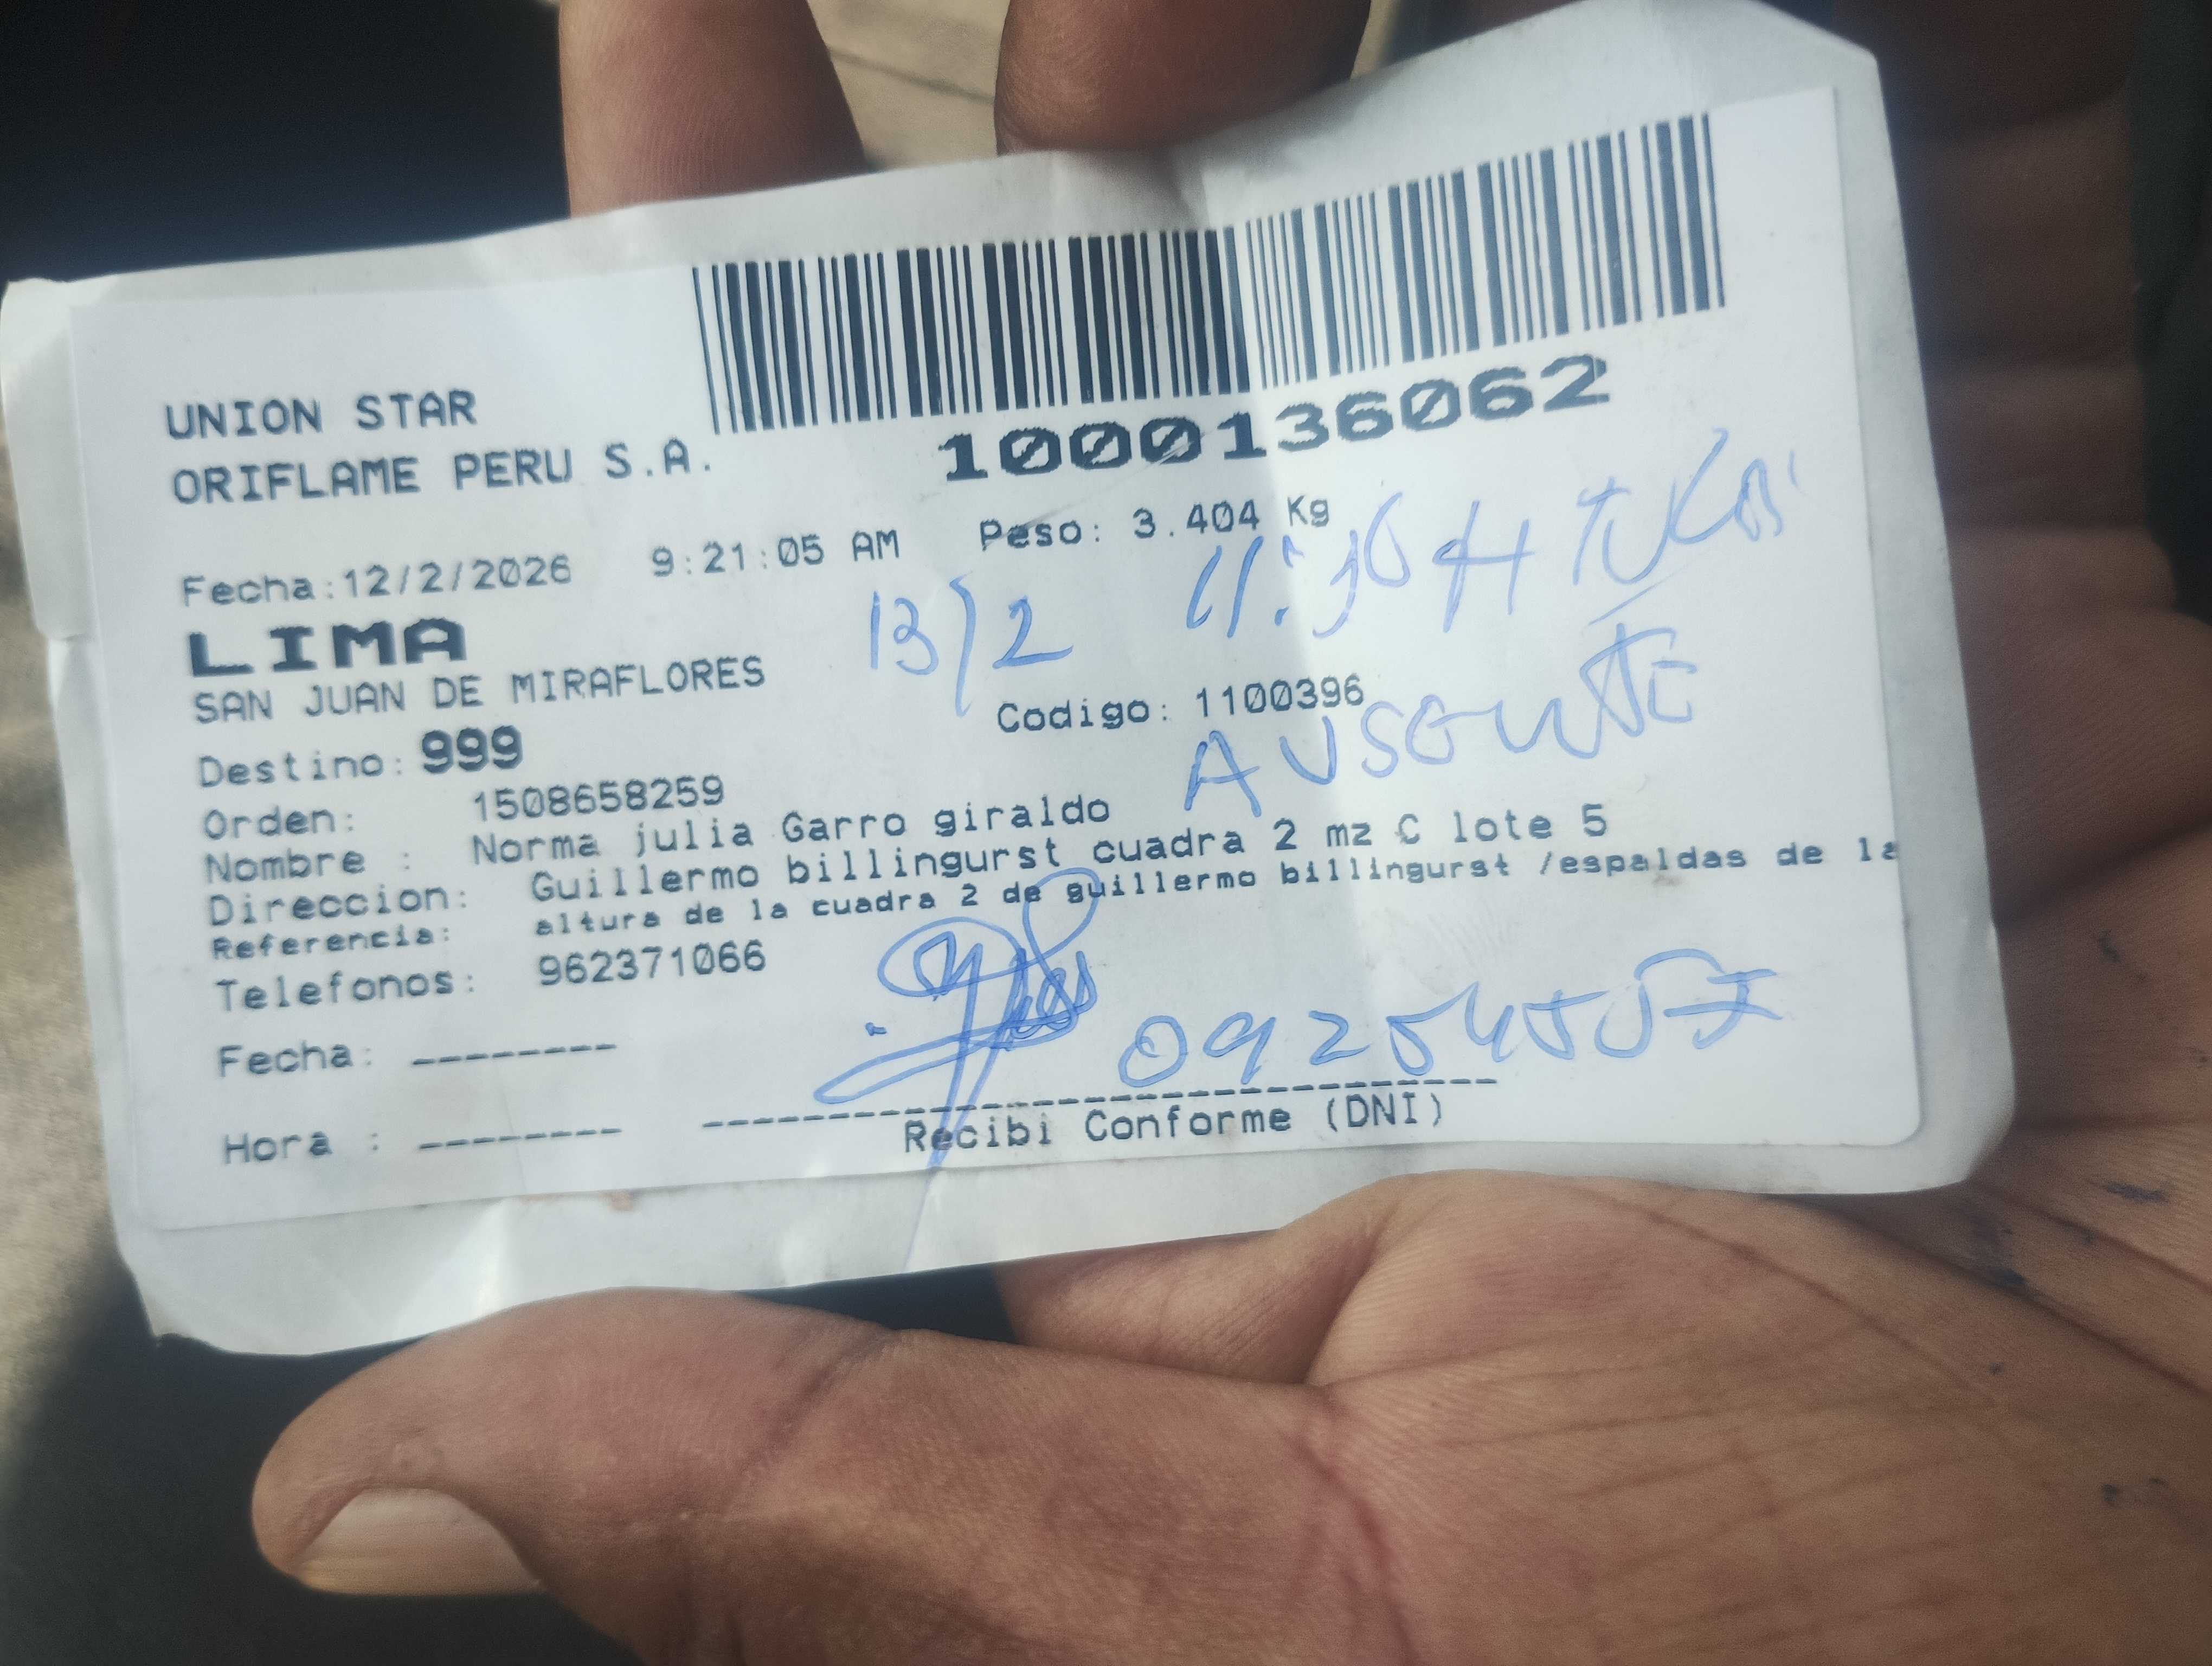 UNION STAR
ORIFLAME PERU S.A.
1000136062
Fecha:12/2/2026 9:21:05 AM Peso: 3.404 Kg
13/2
LIMA
SAN JUAN DE MIRAFLORES
Codigo: 1100396
AUSENTE
Destino: 999
Orden: 1508658259
Nombre : Norma julia Garro giraldo
Direccion: Guillermo billingurst cuadra 2 mz C lote 5
Referencia: altura de la cuadra 2 de guillermo billingurst /espaldas de la
Telefonos: 962371066
Fecha: --------
Hora : --------
Recibi Conforme (DNI)